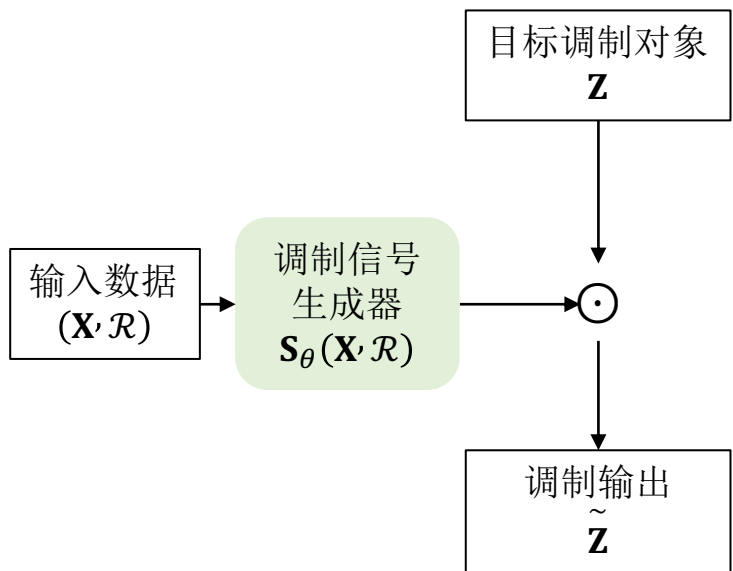 目标调制对象
𝐙
输入数据
(𝐗, ℛ)
调制信号
生成器
𝐒_θ(𝐗, ℛ)
⊙
调制输出
𝐙̃